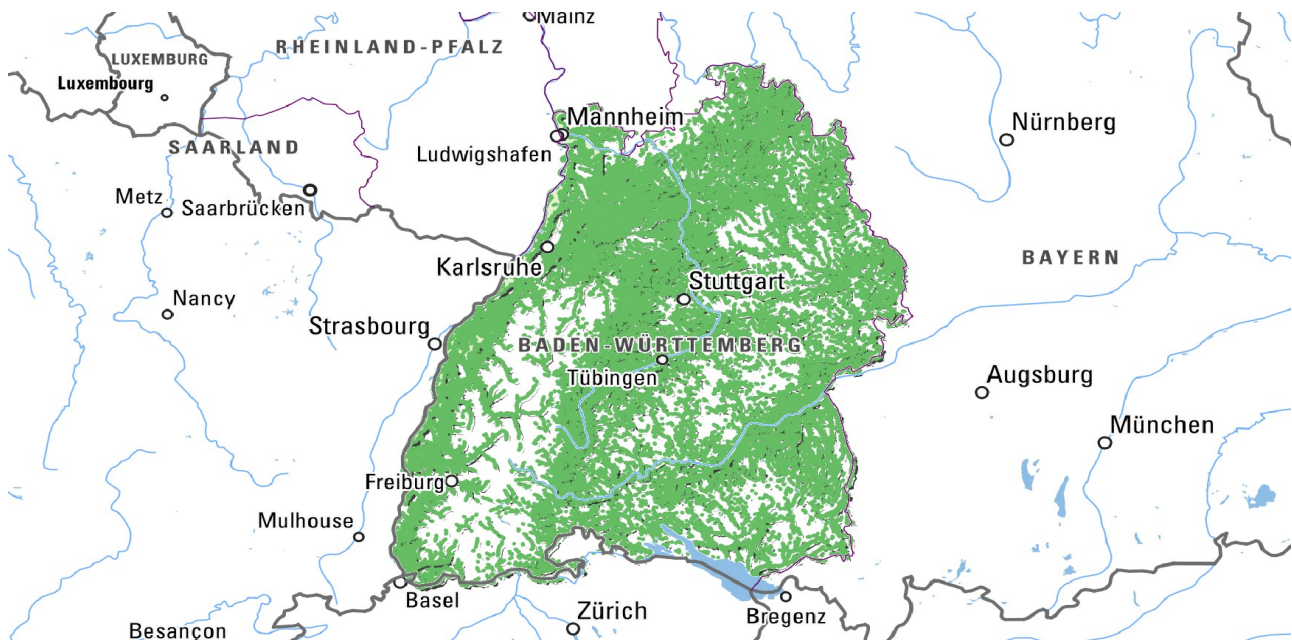 Mainz
RHEINLAND-PFALZ
LUXEMBURG
Luxembourg
Mannheim
Nürnberg
SAARLAND
Ludwigshafen
Metz
Saarbrücken
Karlsruhe
BAYERN
Stuttgart
Nancy
Strasbourg
BADEN-WÜRTTEMBERG
Tübingen
Augsburg
München
Freiburg
Mulhouse
Basel
Zürich
Bregenz
Besançon